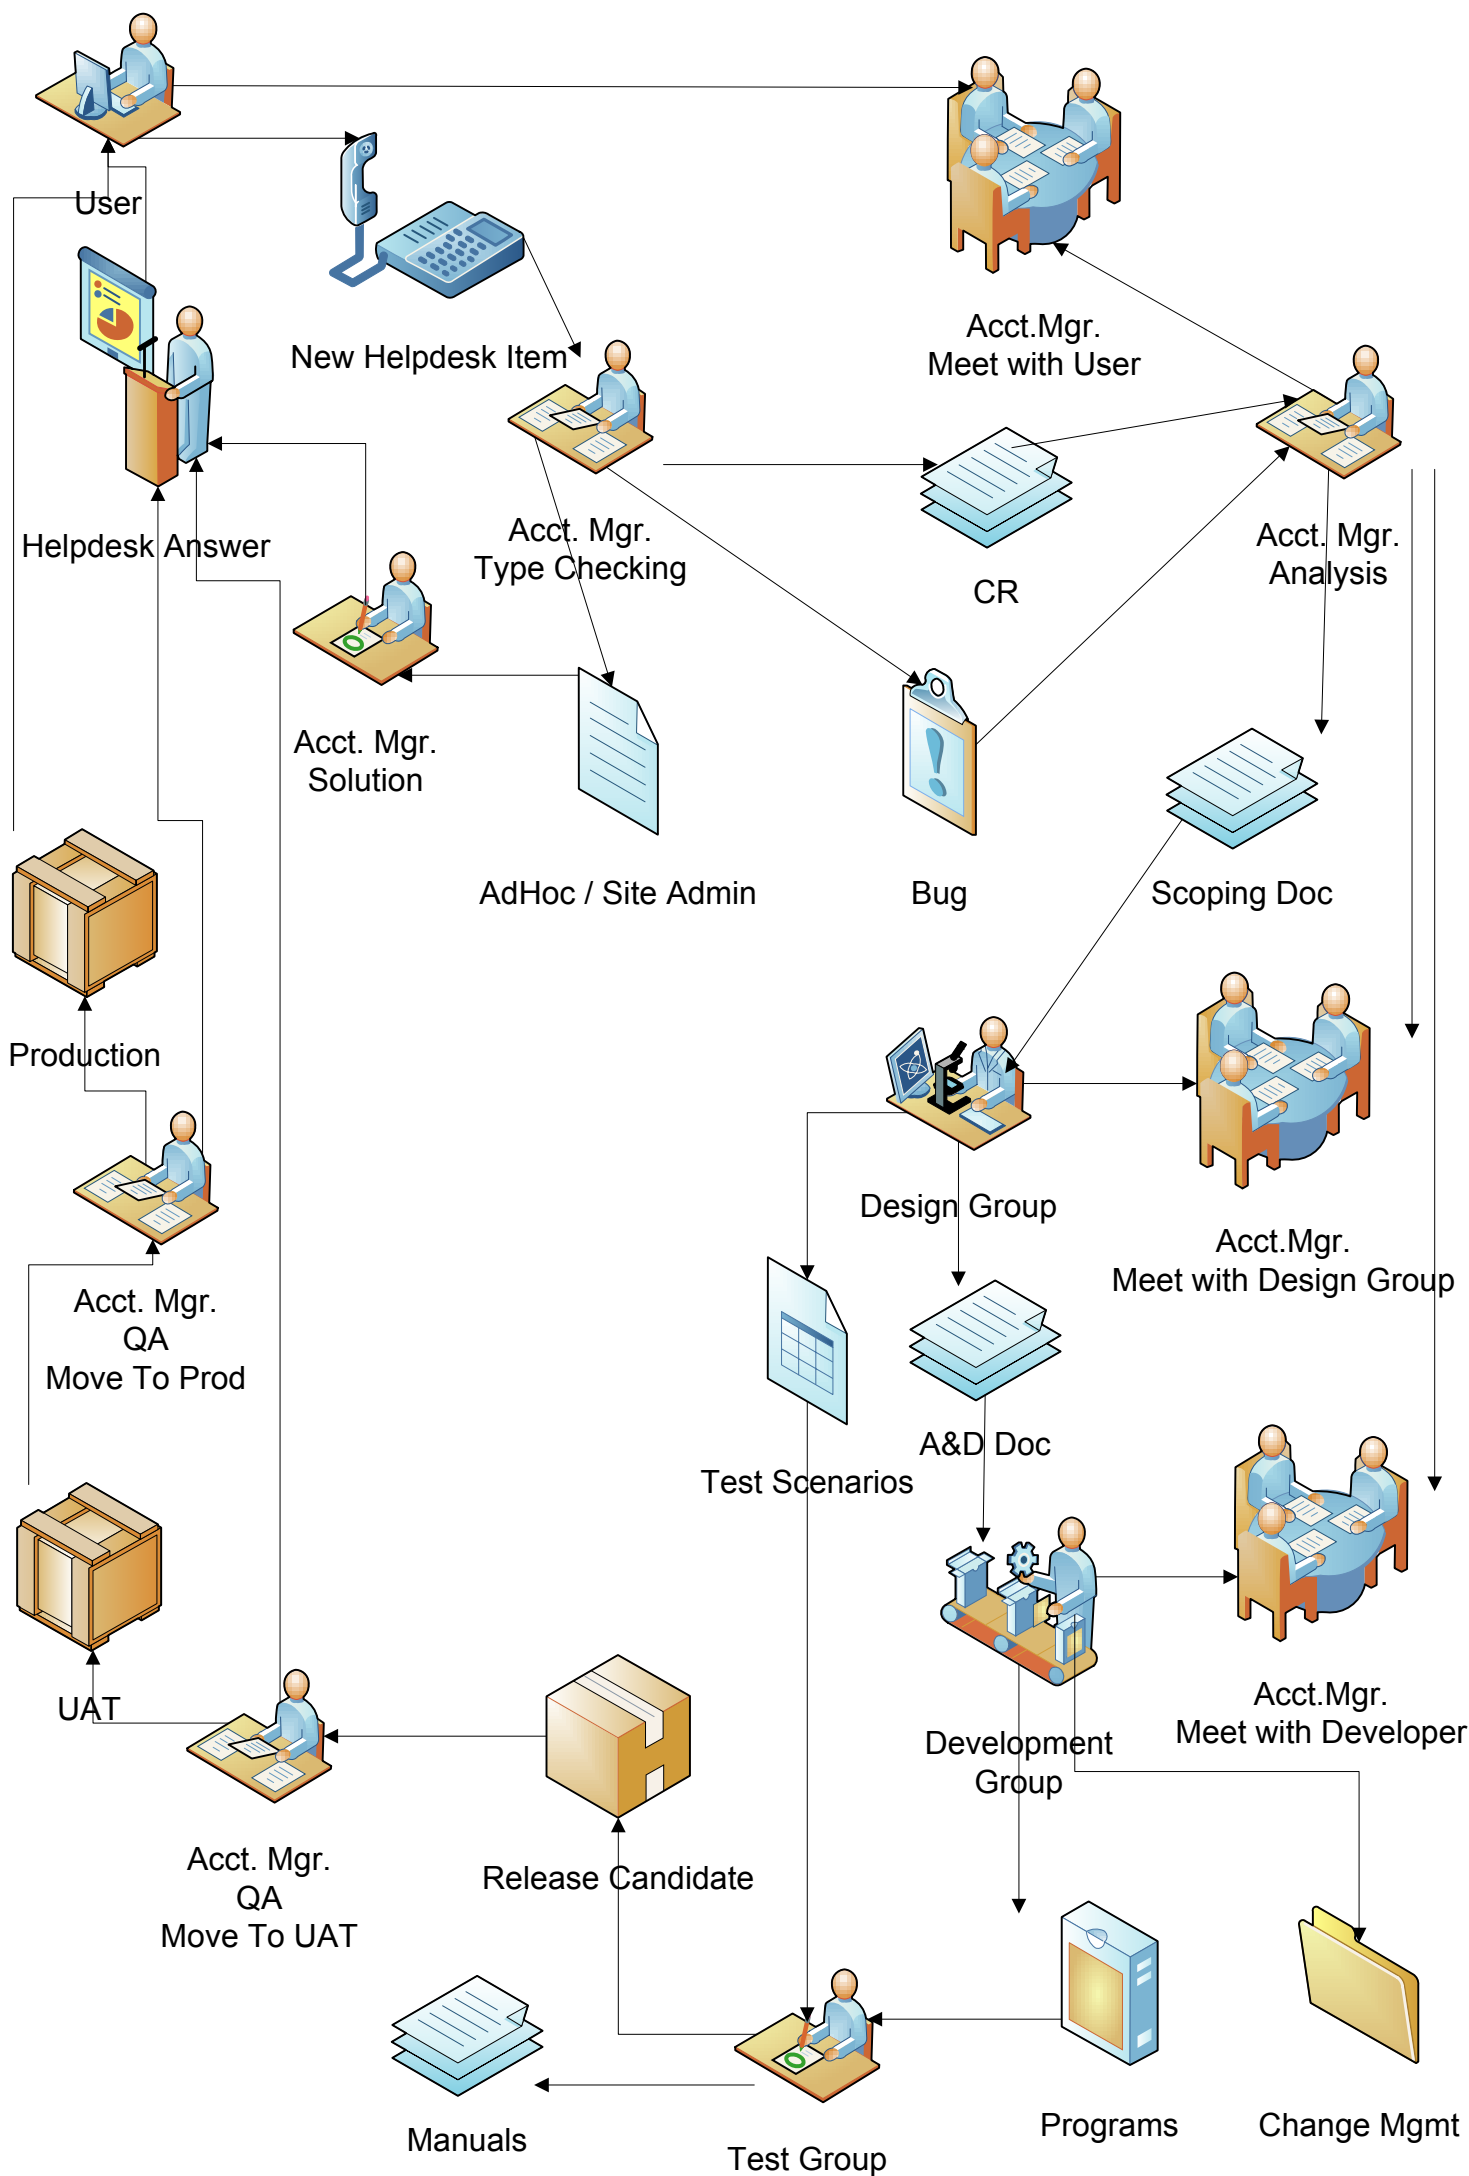 User
New Helpdesk Item
Acct.Mgr.
Meet with User
Helpdesk Answer
Acct. Mgr.
Type Checking
CR
Acct. Mgr.
Analysis
Acct. Mgr.
Solution
AdHoc / Site Admin
Bug
Scoping Doc
Production
Design Group
Acct.Mgr.
Meet with Design Group
Acct. Mgr.
QA
Move To Prod
Test Scenarios
A&D Doc
UAT
Acct.Mgr.
Meet with Developer
Development
Group
Acct. Mgr.
QA
Move To UAT
Release Candidate
Manuals
Test Group
Programs
Change Mgmt